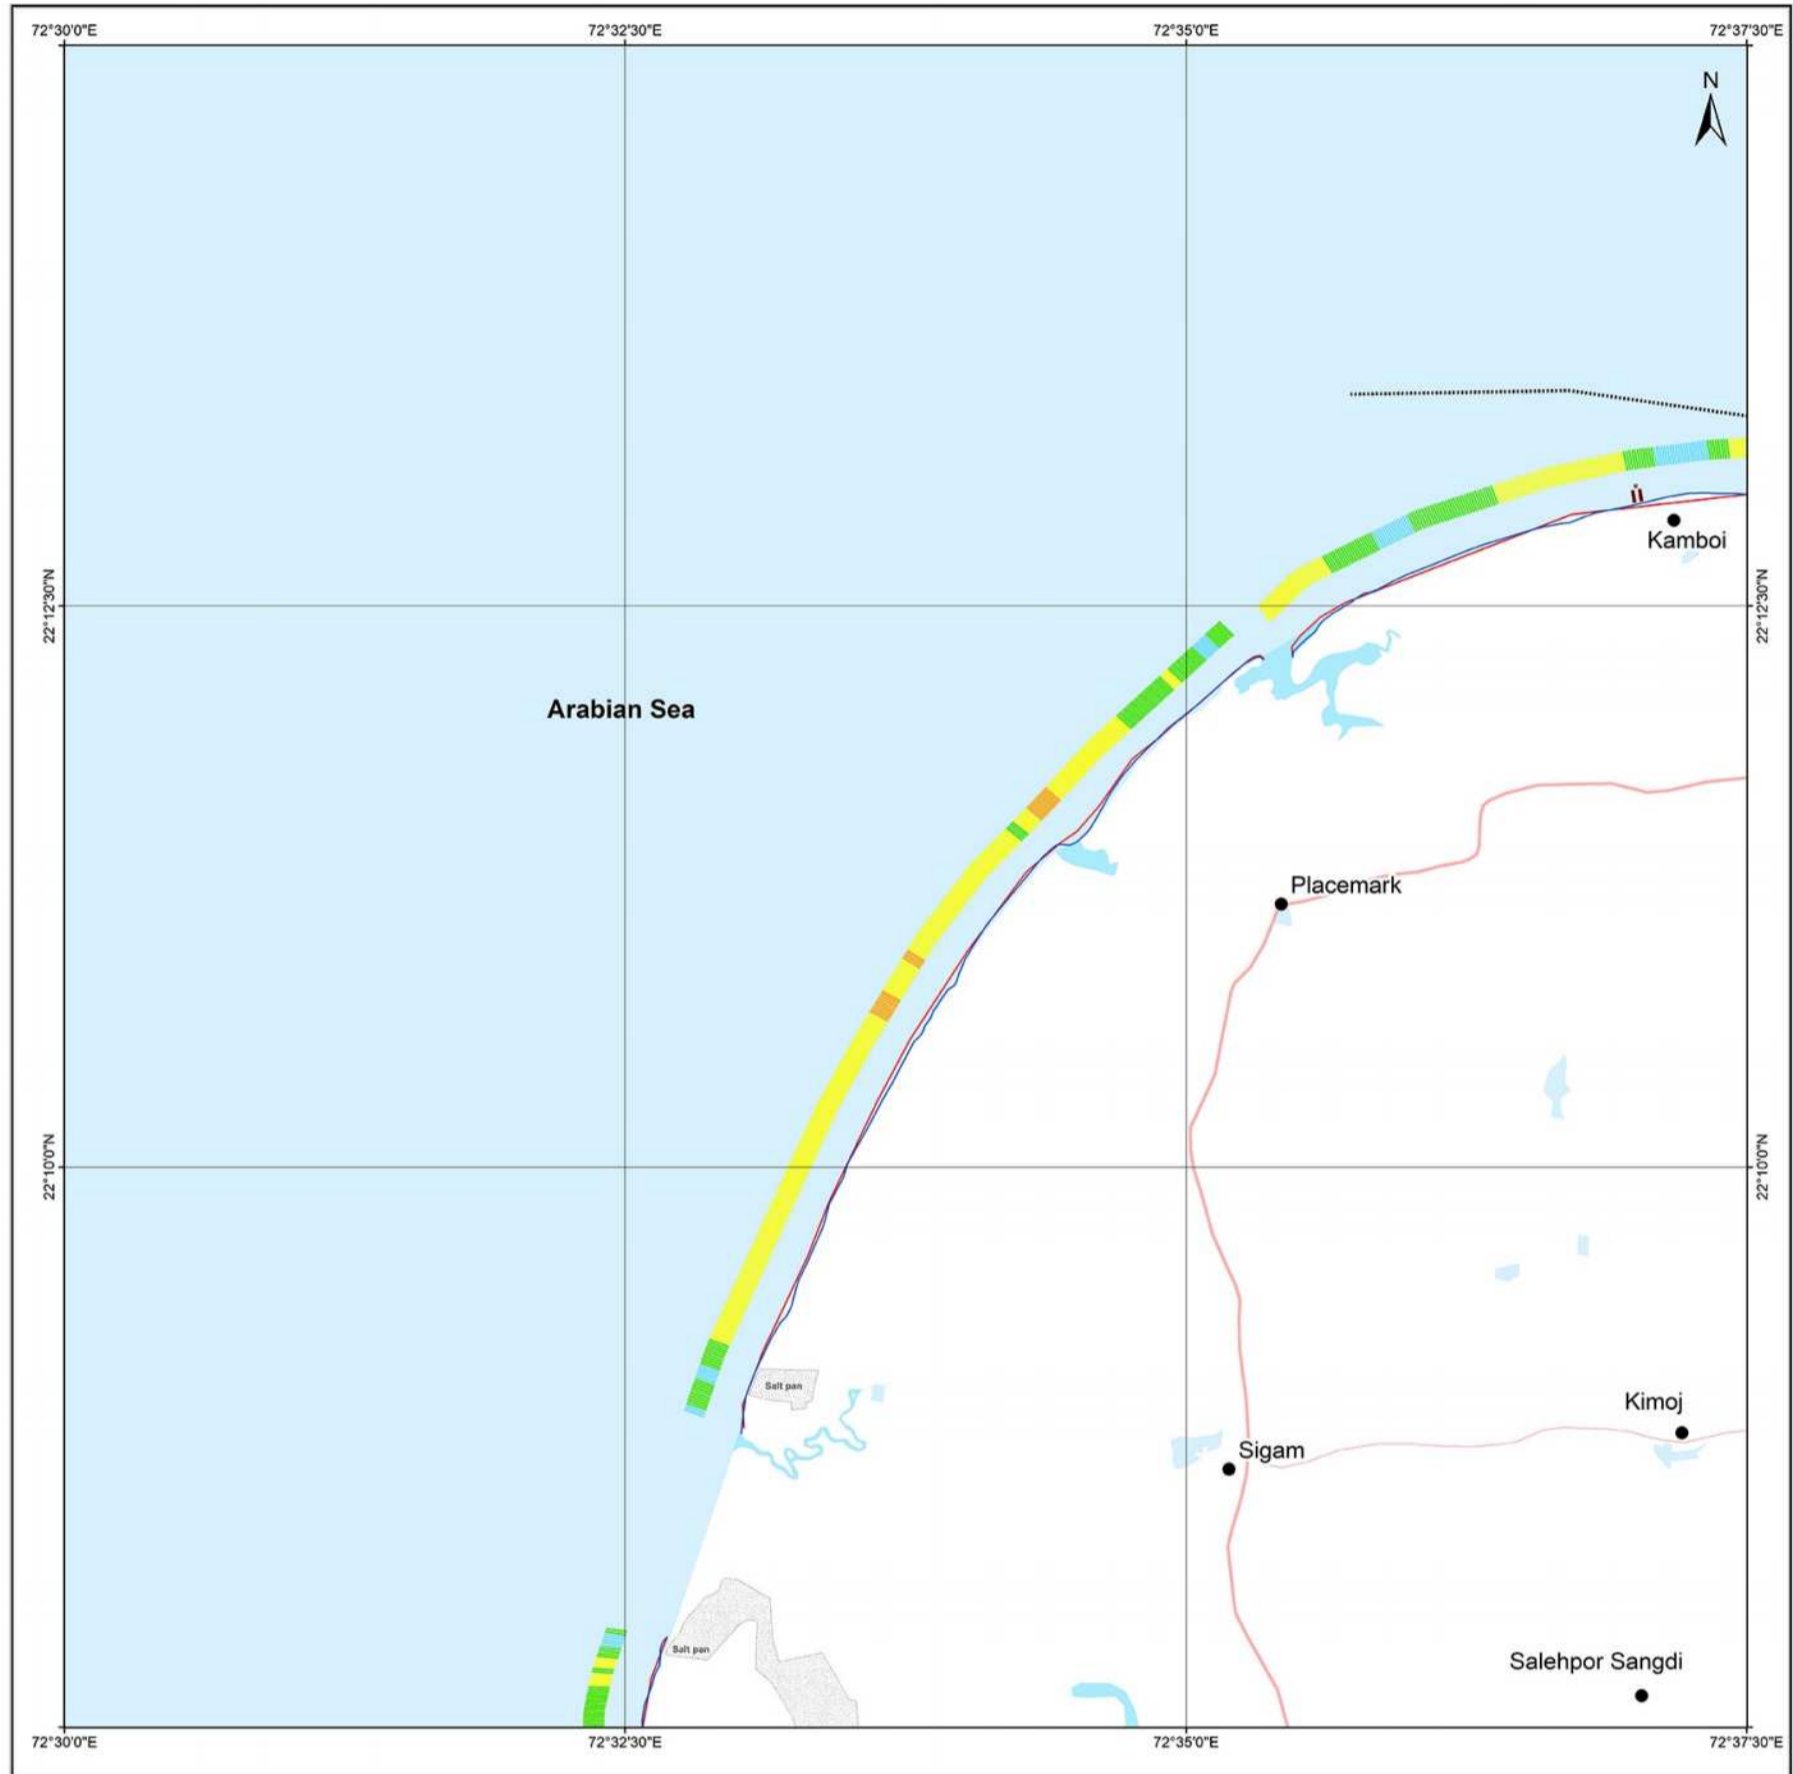 72°30'0"E 72°32'30"E 72°35'0"E 72°37'30"E
N
Kamboi
22°12'30"N 22°12'30"N
Arabian Sea
Placemark
22°10'0"N 22°10'0"N
Salt pan
Kimoj
Sigam
Salt pan
Salehpor Sangdi
72°30'0"E 72°32'30"E 72°35'0"E 72°37'30"E